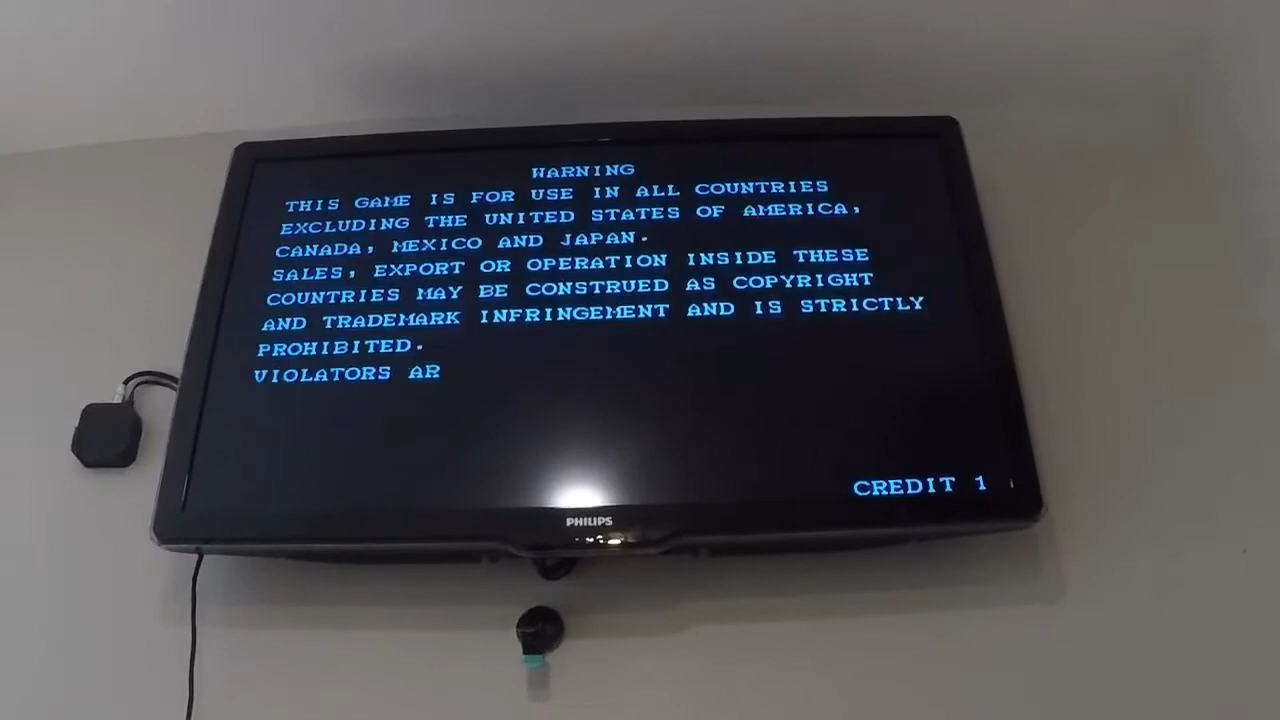 WARNING
THIS GAME IS FOR USE IN ALL COUNTRIES
EXCLUDING THE UNITED STATES OF AMERICA,
CANADA, MEXICO AND JAPAN.
SALES, EXPORT OR OPERATION INSIDE THESE
COUNTRIES MAY BE CONSTRUED AS COPYRIGHT
AND TRADEMARK INFRINGEMENT AND IS STRICTLY
PROHIBITED.
VIOLATORS AR
CREDIT 1
PHILIPS